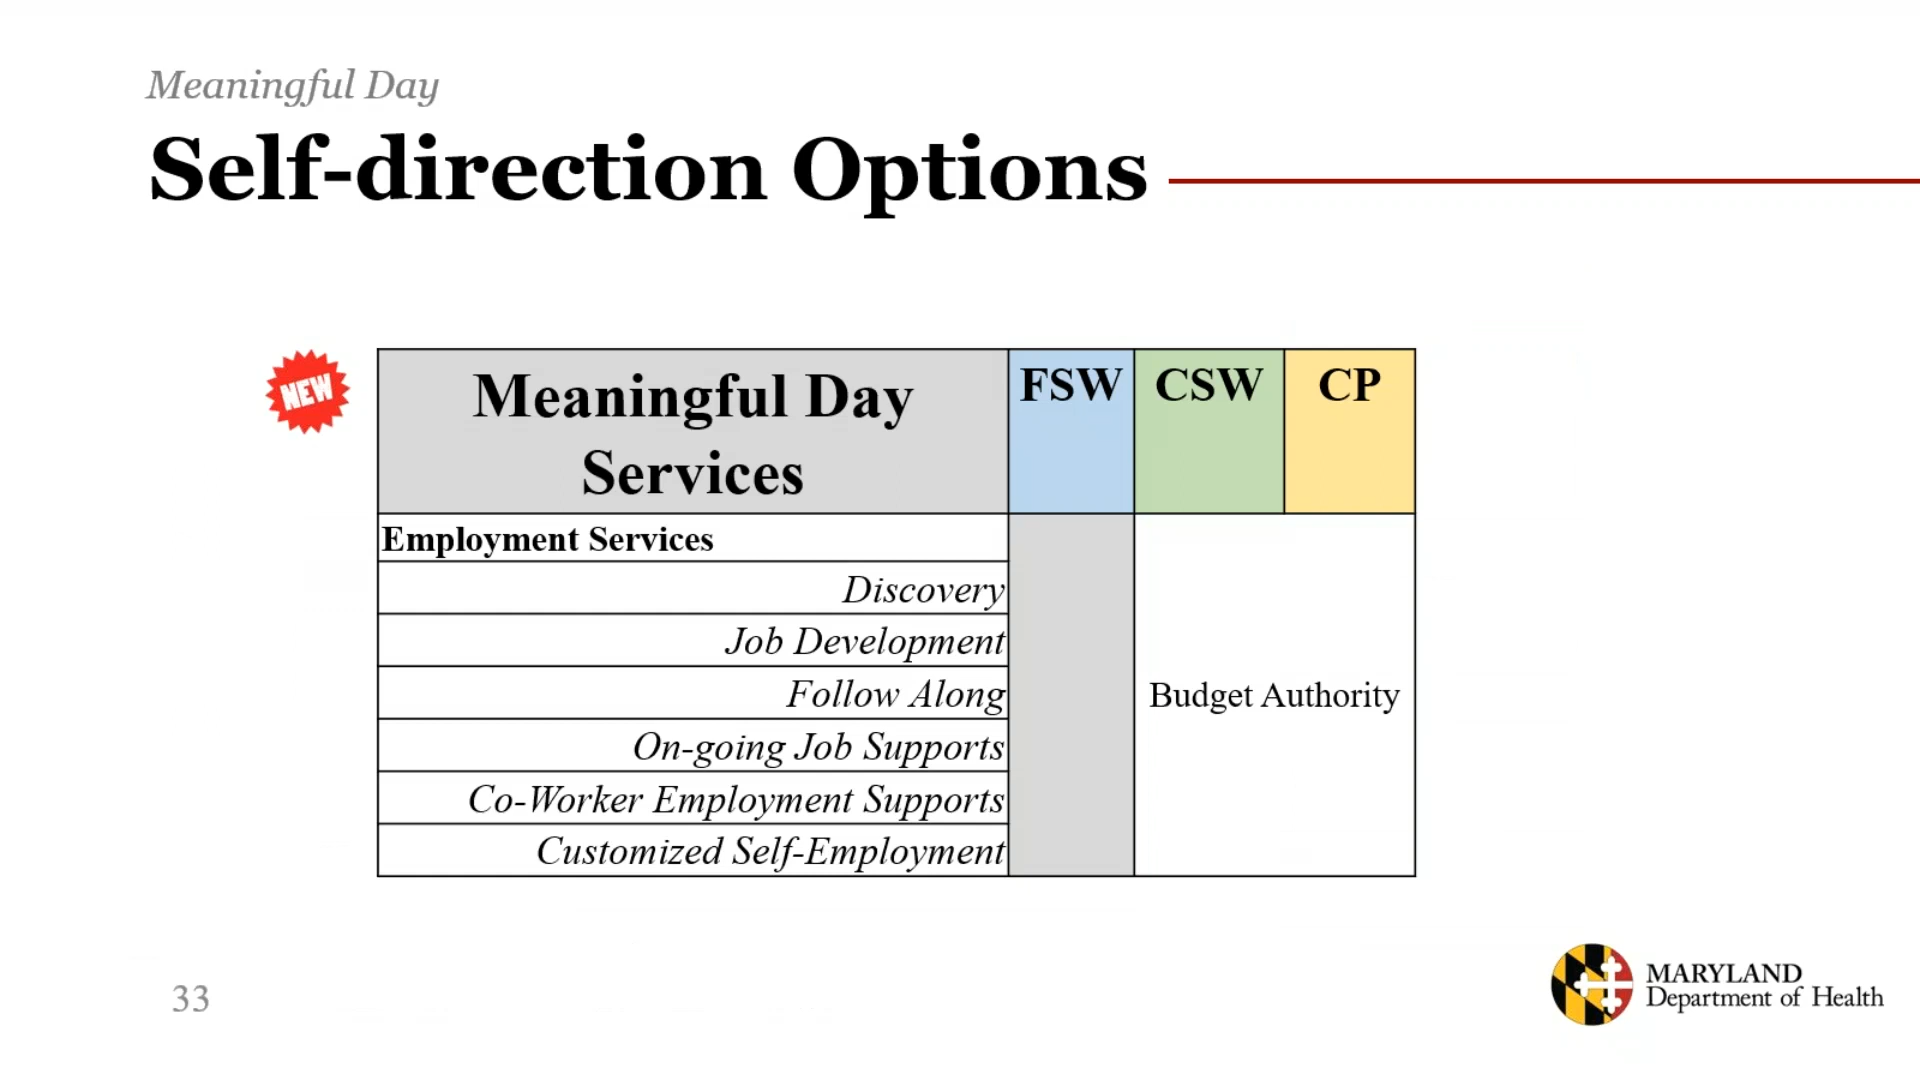 Meaningful Day
Self-direction Options
NEW
Meaningful Day
Services
FSW
CSW
CP
Employment Services
Discovery
Job Development
Follow Along
On-going Job Supports
Co-Worker Employment Supports
Customized Self-Employment
Budget Authority
33
MARYLAND
Department of Health